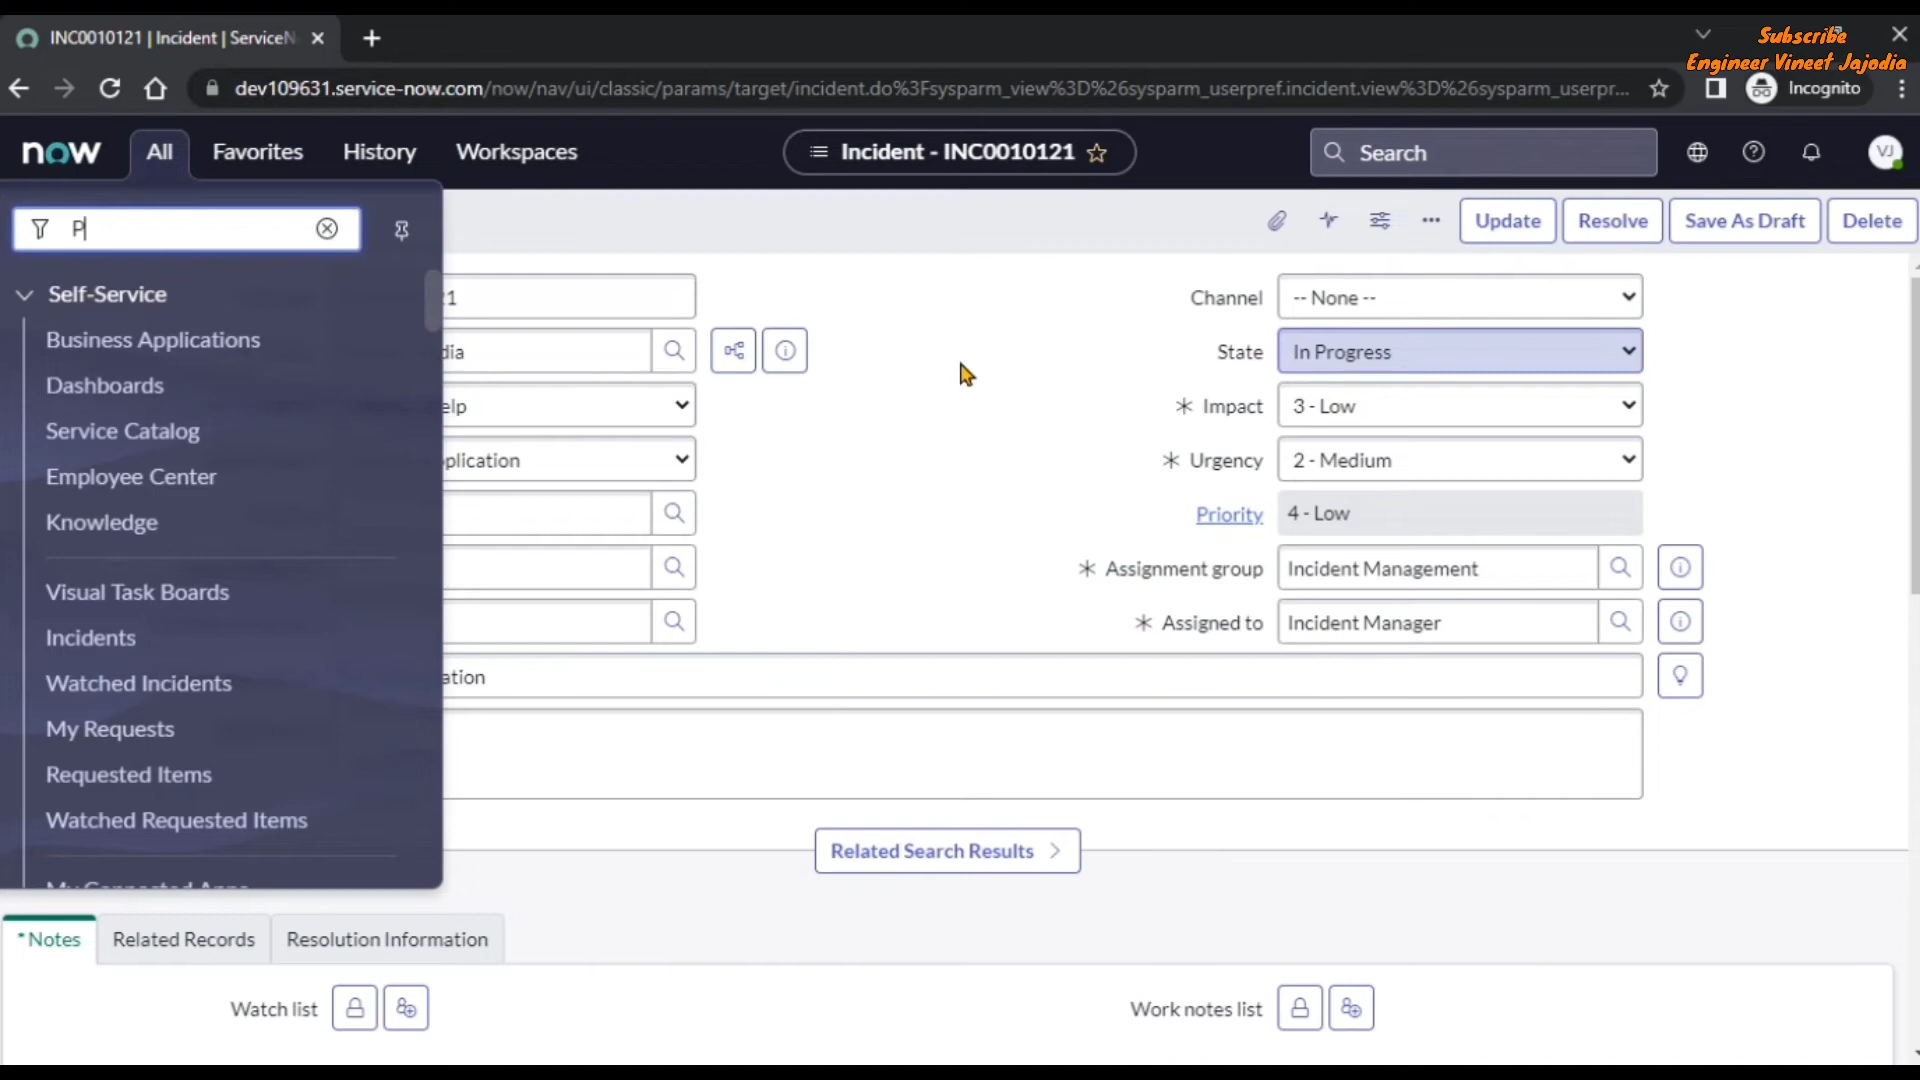 INC0010121 | Incident | ServiceN
Subscribe
Engineer Vineet Jajodia
dev109631.service-now.com/now/nav/ui/classic/params/target/incident.do%3Fsysparm_view%3D%26sysparm_userpref.incident.view%3D%26sysparm_userpr...
Incognito
now
All
Favorites
History
Workspaces
Incident - INC0010121
Search
VJ
P
Update
Resolve
Save As Draft
Delete
Self-Service
Business Applications
Dashboards
Service Catalog
Employee Center
Knowledge
Visual Task Boards
Incidents
Watched Incidents
My Requests
Requested Items
Watched Requested Items
My Connected Apps
21
dia
elp
plication
ation
Channel
-- None --
State
In Progress
Impact
3 - Low
Urgency
2 - Medium
Priority
4 - Low
Assignment group
Incident Management
Assigned to
Incident Manager
Related Search Results
* Notes
Related Records
Resolution Information
Watch list
Work notes list